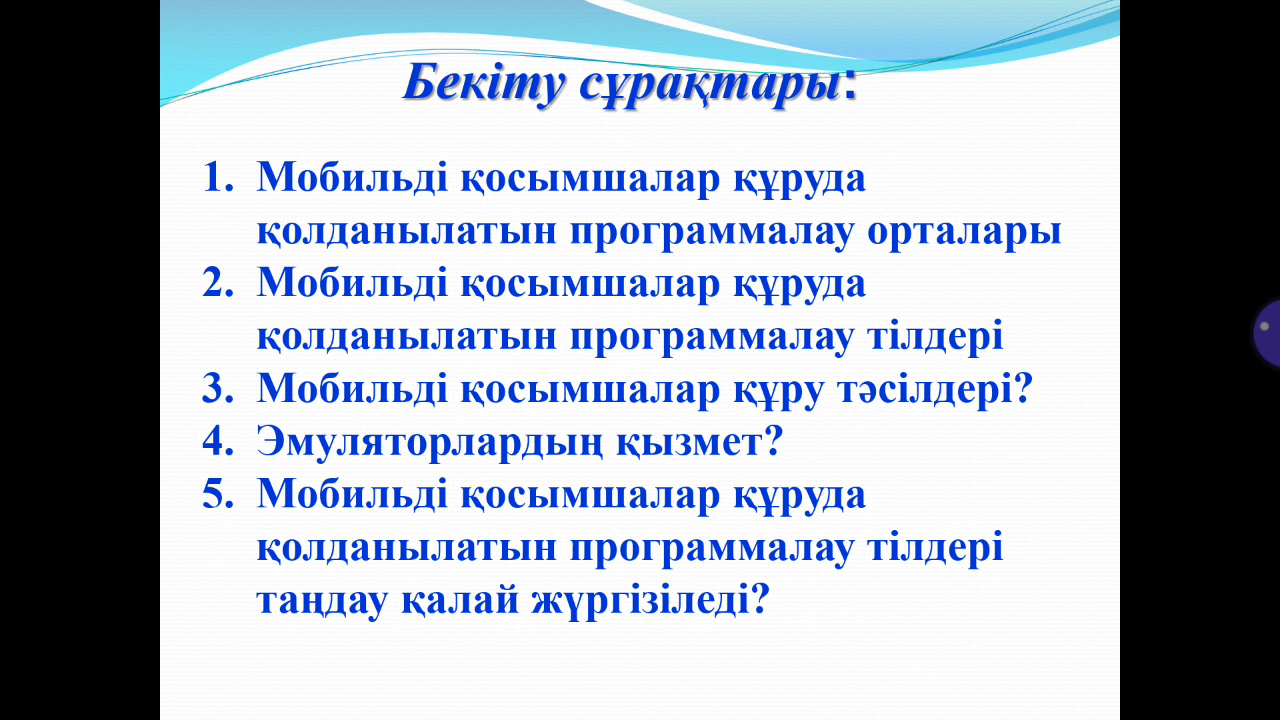 Бекіту сұрақтары:
1. Мобильді қосымшалар құруда
қолданылатын программалау орталары
2. Мобильді қосымшалар құруда
қолданылатын программалау тілдері
3. Мобильді қосымшалар құру тәсілдері?
4. Эмуляторлардың қызмет?
5. Мобильді қосымшалар құруда
қолданылатын программалау тілдері
таңдау қалай жүргізіледі?